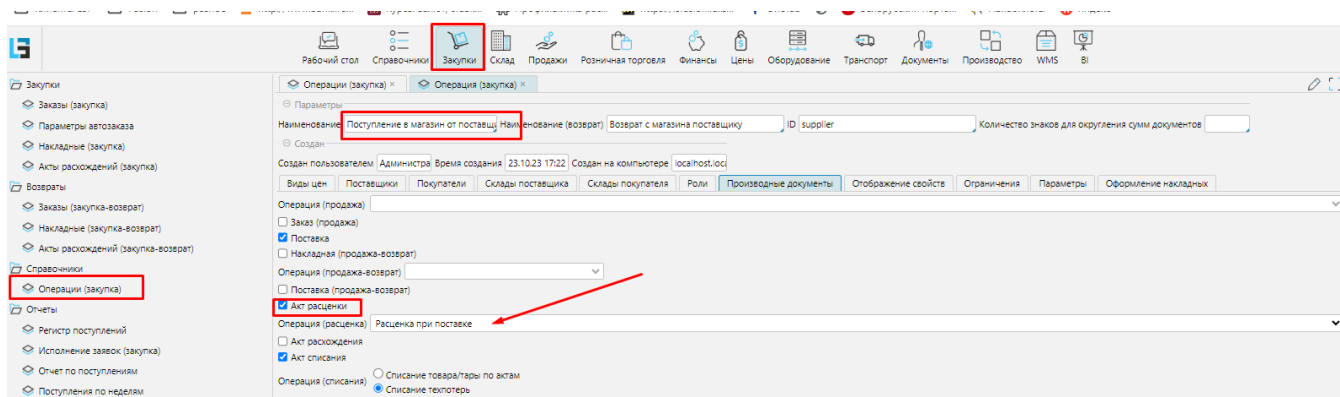 Рабочий стол Справочники Закупки Склад Продажи Розничная торговля Финансы Цены Оборудование Транспорт Документы Производство WMS BI
Закупки
Заказы (закупка)
Параметры автозаказа
Накладные (закупка)
Акты расхождений (закупка)
Возвраты
Заказы (закупка-возврат)
Накладные (закупка-возврат)
Акты расхождений (закупка-возврат)
Справочники
Операции (закупка)
Отчеты
Регистр поступлений
Исполнение заявок (закупка)
Отчет по поступлениям
Поступления по неделям
Операции (закупка) × Операция (закупка) ×
Параметры
Наименование Поступление в магазин от поставщи Наименование (возврат) Возврат с магазина поставщику ID supplier Количество знаков для округления сумм документов
Создан
Создан пользователем Администра Время создания 23.10.23 17:22 Создан на компьютере localhost.loc
Виды цен Поставщики Покупатели Склады поставщика Склады покупателя Роли Производные документы Отображение свойств Ограничения Параметры Оформление накладных
Операция (продажа)
Заказ (продажа)
Поставка
Накладная (продажа-возврат)
Операция (продажа-возврат)
Поставка (продажа-возврат)
Акт расценки
Операция (расценка) Расценка при поставке
Акт расхождения
Акт списания
Операция (списания) Списание товара/тары по актам
Списание техпотерь